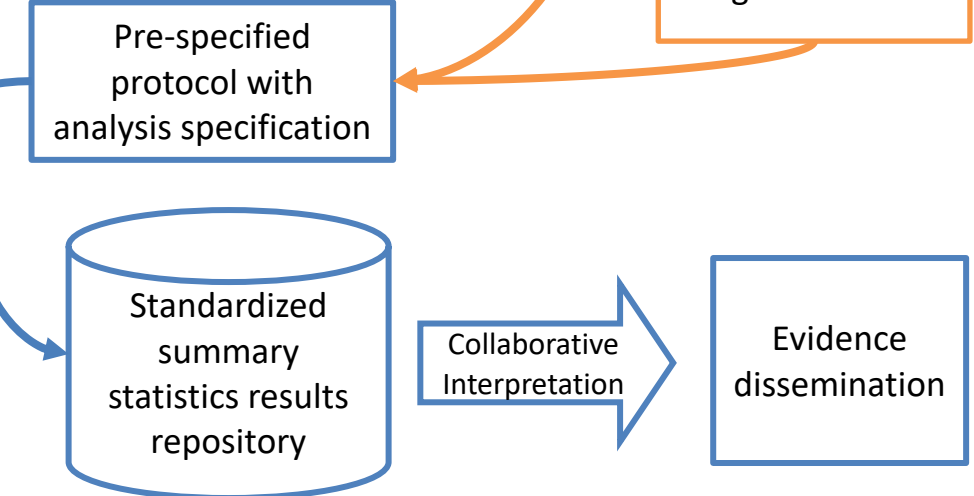 Pre-specified
protocol with
analysis specification
Standardized
summary
statistics results
repository
Collaborative
Interpretation
Evidence
dissemination